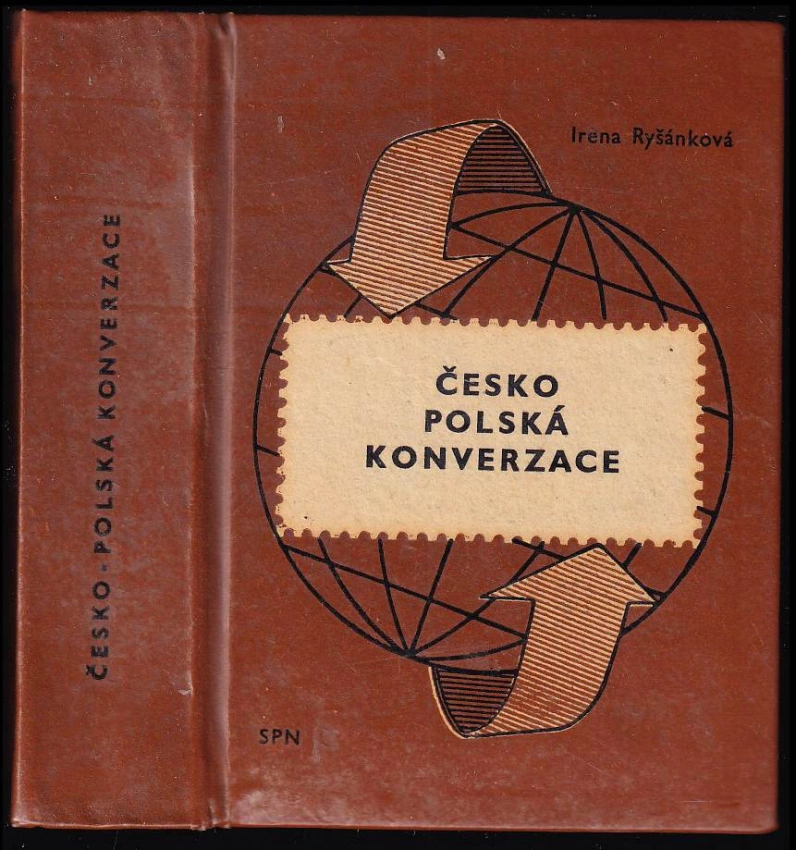 ČESKO - POLSKÁ KONVERZACE
Irena Ryšánková
ČESKO
POLSKÁ
KONVERZACE
SPN